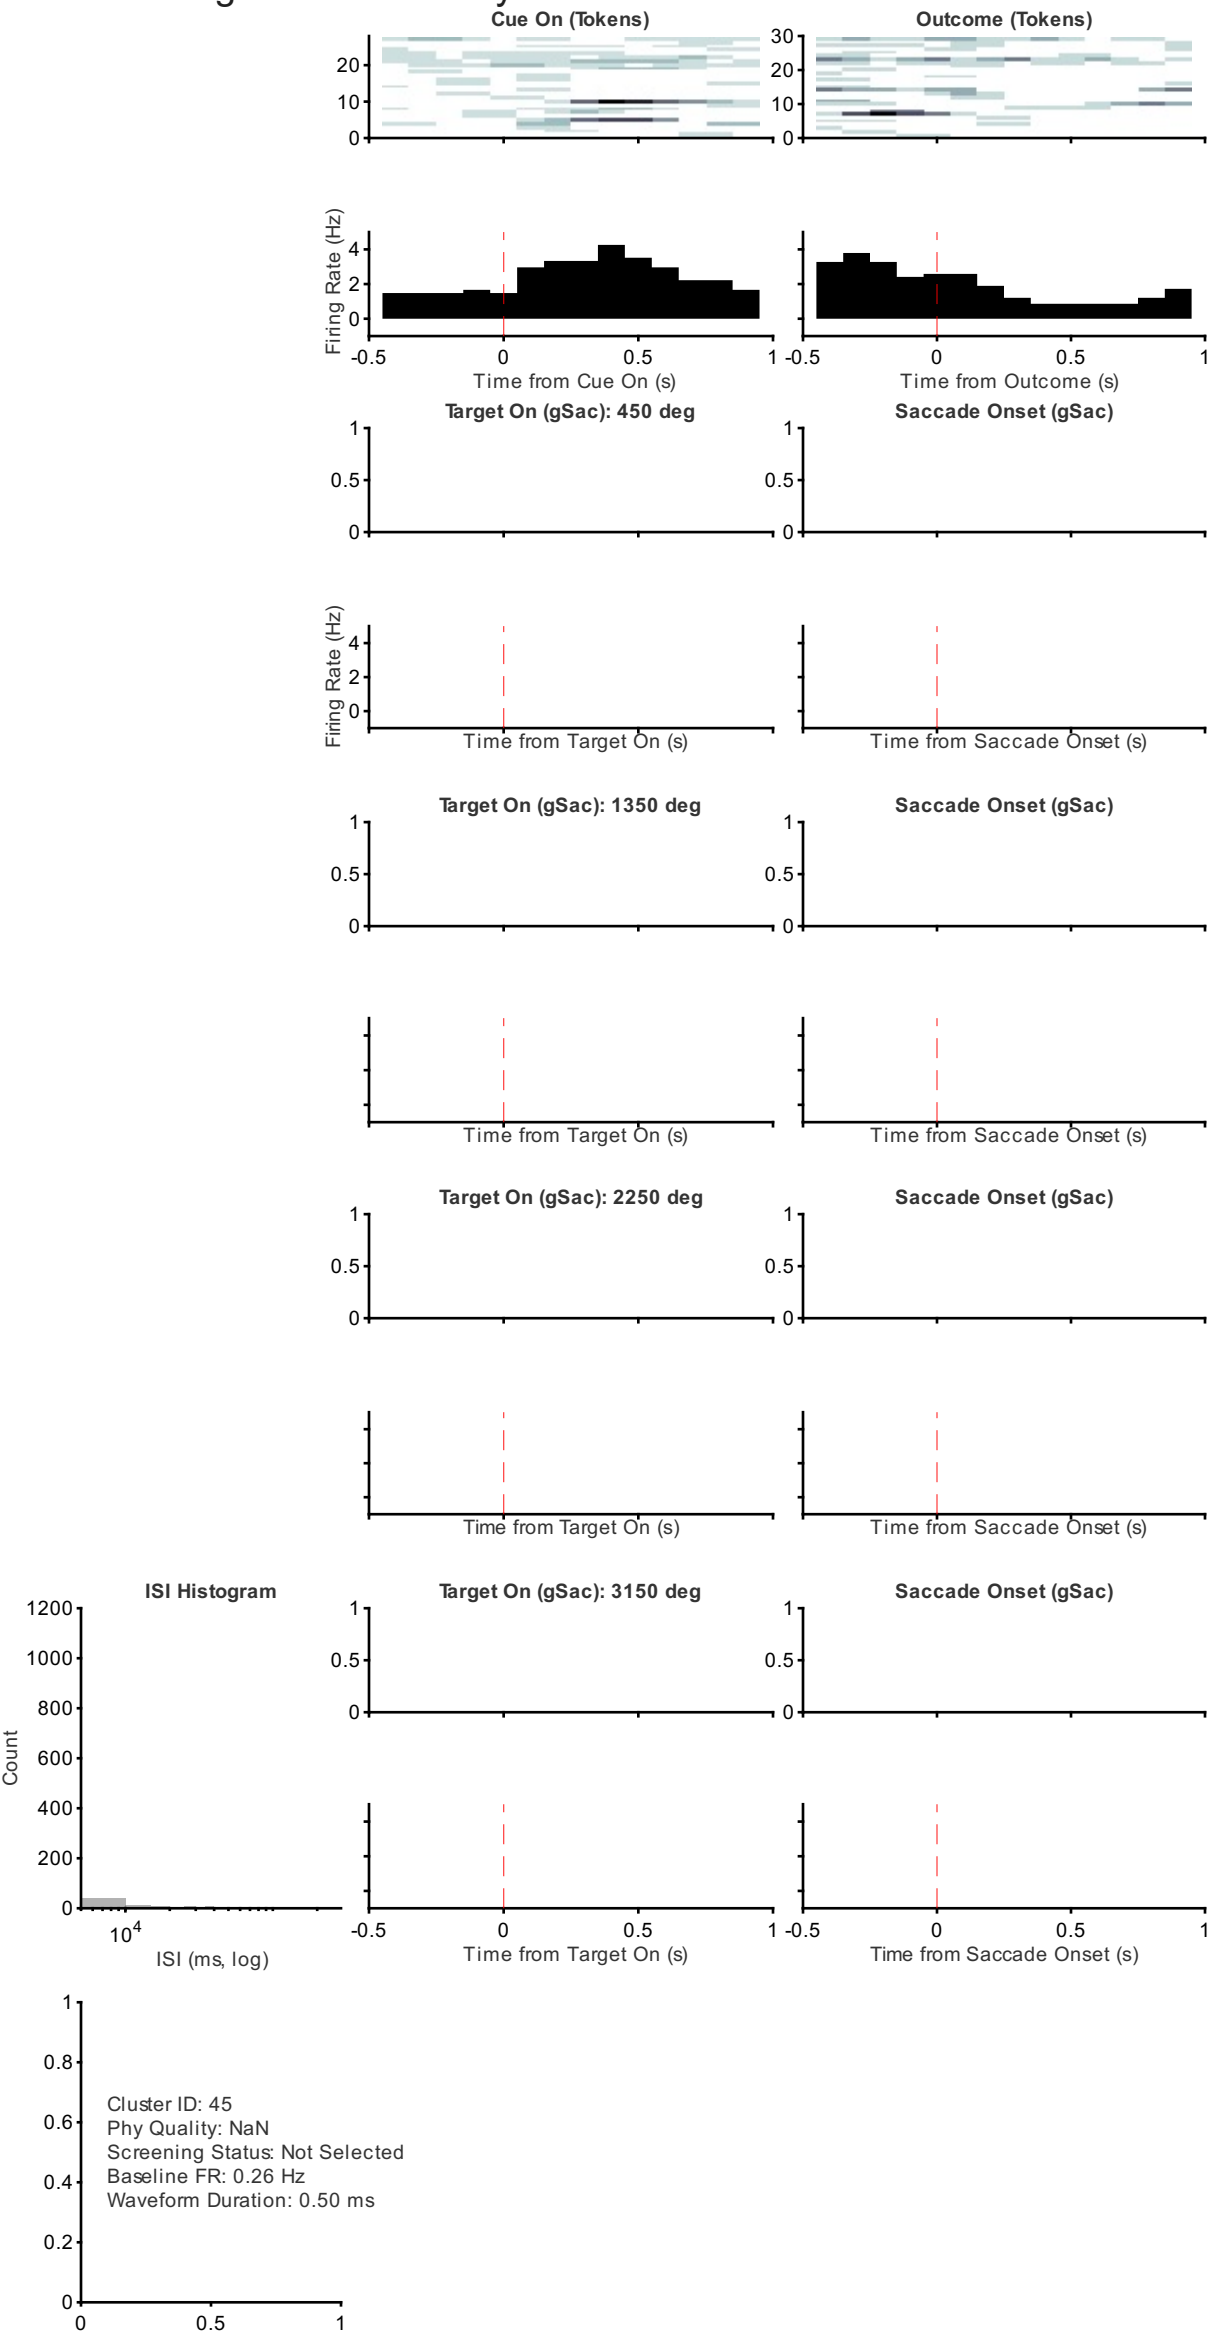 Cue On (Tokens)
Outcome (Tokens)
20
10
0
30
20
10
0
Firing Rate (Hz)
4
2
0
-0.5 0 0.5 1
-0.5 0 0.5 1
Time from Cue On (s)
Time from Outcome (s)
Target On (gSac): 450 deg
Saccade Onset (gSac)
1
0.5
0
1
0.5
0
Firing Rate (Hz)
4
2
0
Time from Target On (s)
Time from Saccade Onset (s)
Target On (gSac): 1350 deg
Saccade Onset (gSac)
1
0.5
0
1
0.5
0
Time from Target On (s)
Time from Saccade Onset (s)
Target On (gSac): 2250 deg
Saccade Onset (gSac)
1
0.5
0
1
0.5
0
Time from Target On (s)
Time from Saccade Onset (s)
ISI Histogram
Target On (gSac): 3150 deg
Saccade Onset (gSac)
1200
1000
800
600
400
200
0
Count
10^4
ISI (ms, log)
1
0.5
0
1
0.5
0
-0.5 0 0.5 1
-0.5 0 0.5 1
Time from Target On (s)
Time from Saccade Onset (s)
1
0.8
0.6
0.4
0.2
0
Cluster ID: 45
Phy Quality: NaN
Screening Status: Not Selected
Baseline FR: 0.26 Hz
Waveform Duration: 0.50 ms
0 0.5 1